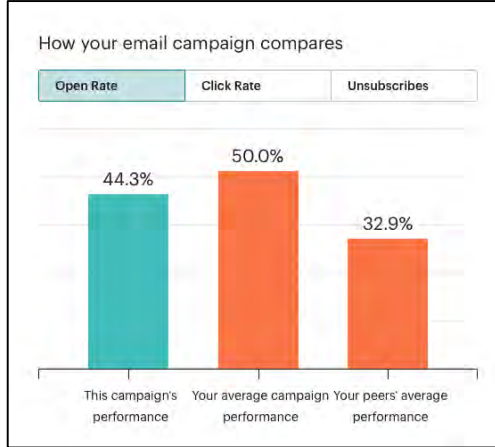 How your email campaign compares
Open Rate Click Rate Unsubscribes
50.0%
44.3%
32.9%
This campaign's Your average campaign Your peers' average
performance performance performance